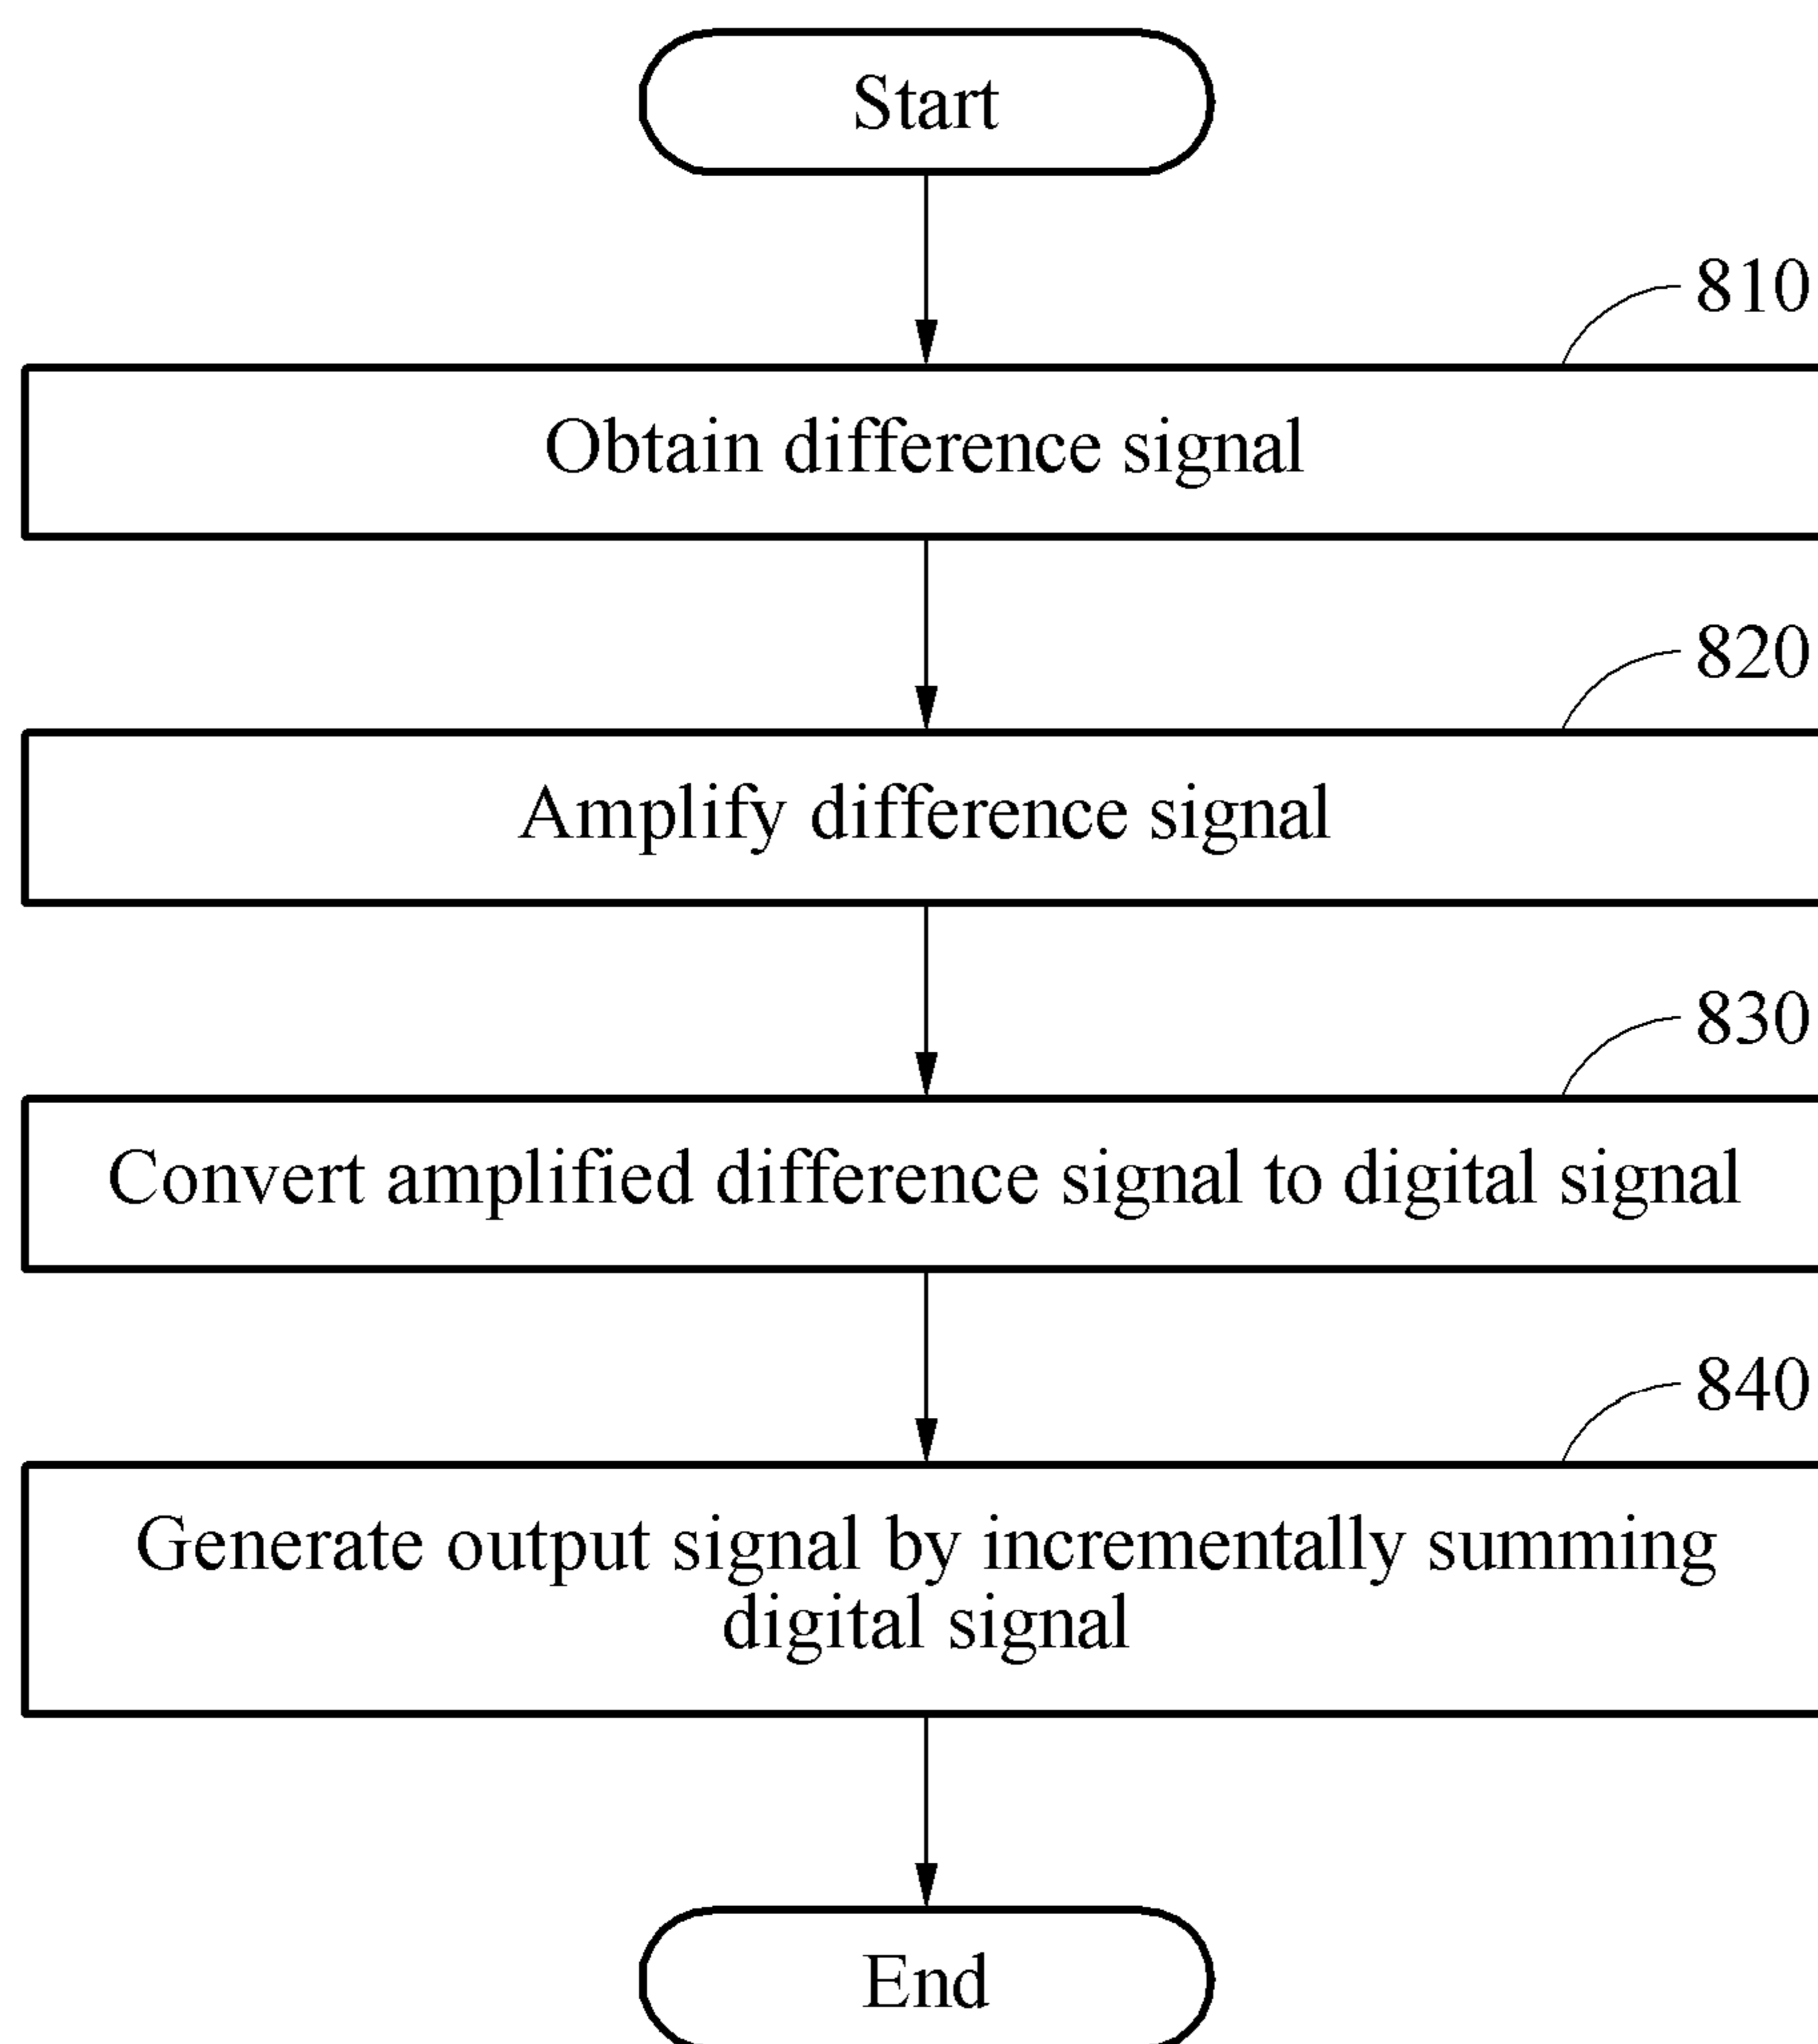 Start
810
Obtain difference signal
820
Amplify difference signal
830
Convert amplified difference signal to digital signal
840
Generate output signal by incrementally summing
digital signal
End